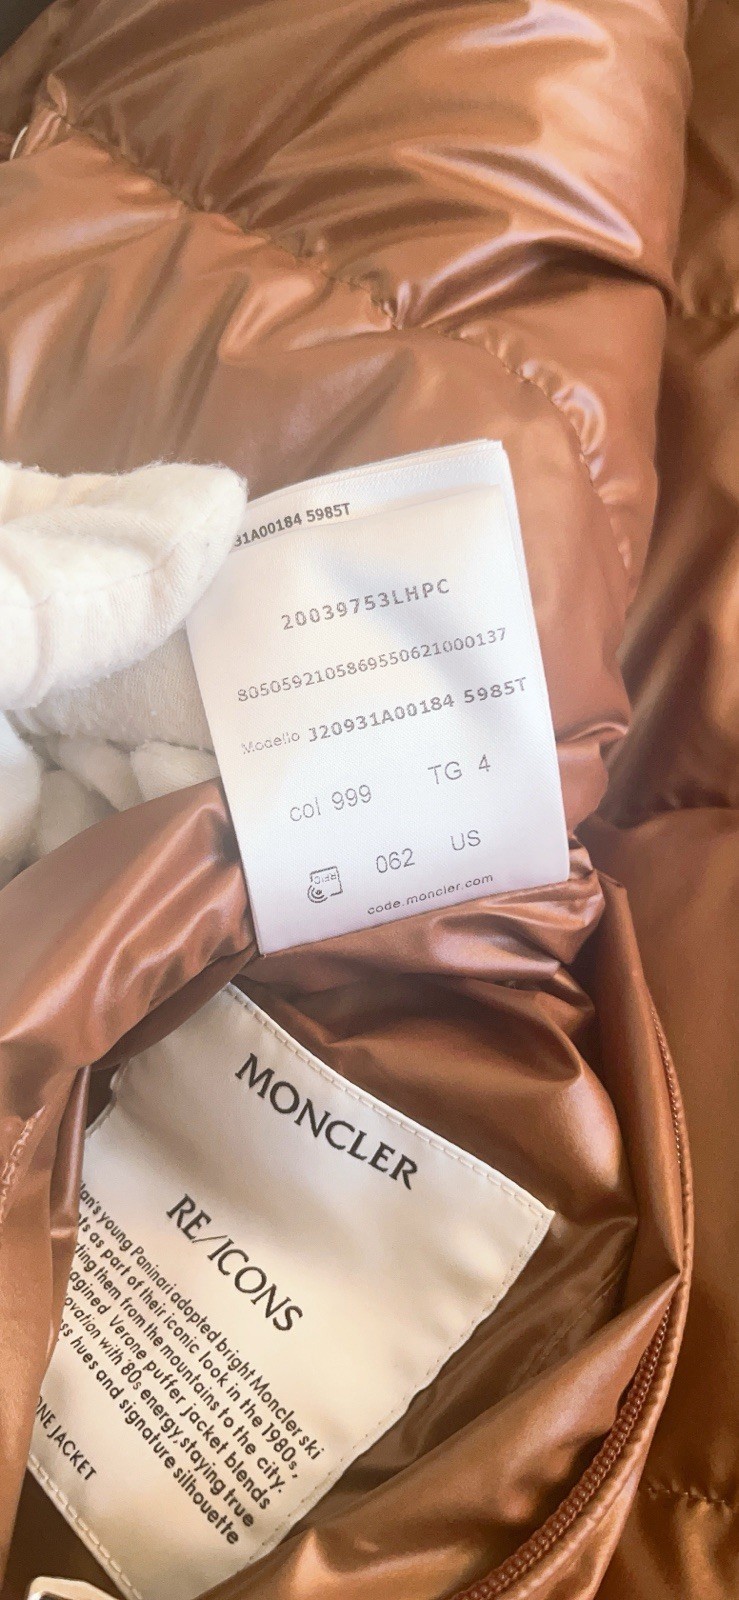 31A00184 5985T
20039753LHPC
8050592105869550621000137
Modello J20931A00184 5985T
col 999 TG 4
RFID 062 US
code.moncler.com
MONCLER
RE/ICONS
young Paninari adopted bright Moncler ski
as part of their iconic look in the 1980s,
them from the mountains to the city.
Verone puffer jacket blends
with '80s energy, staying true
hues and signature silhouette
JACKET